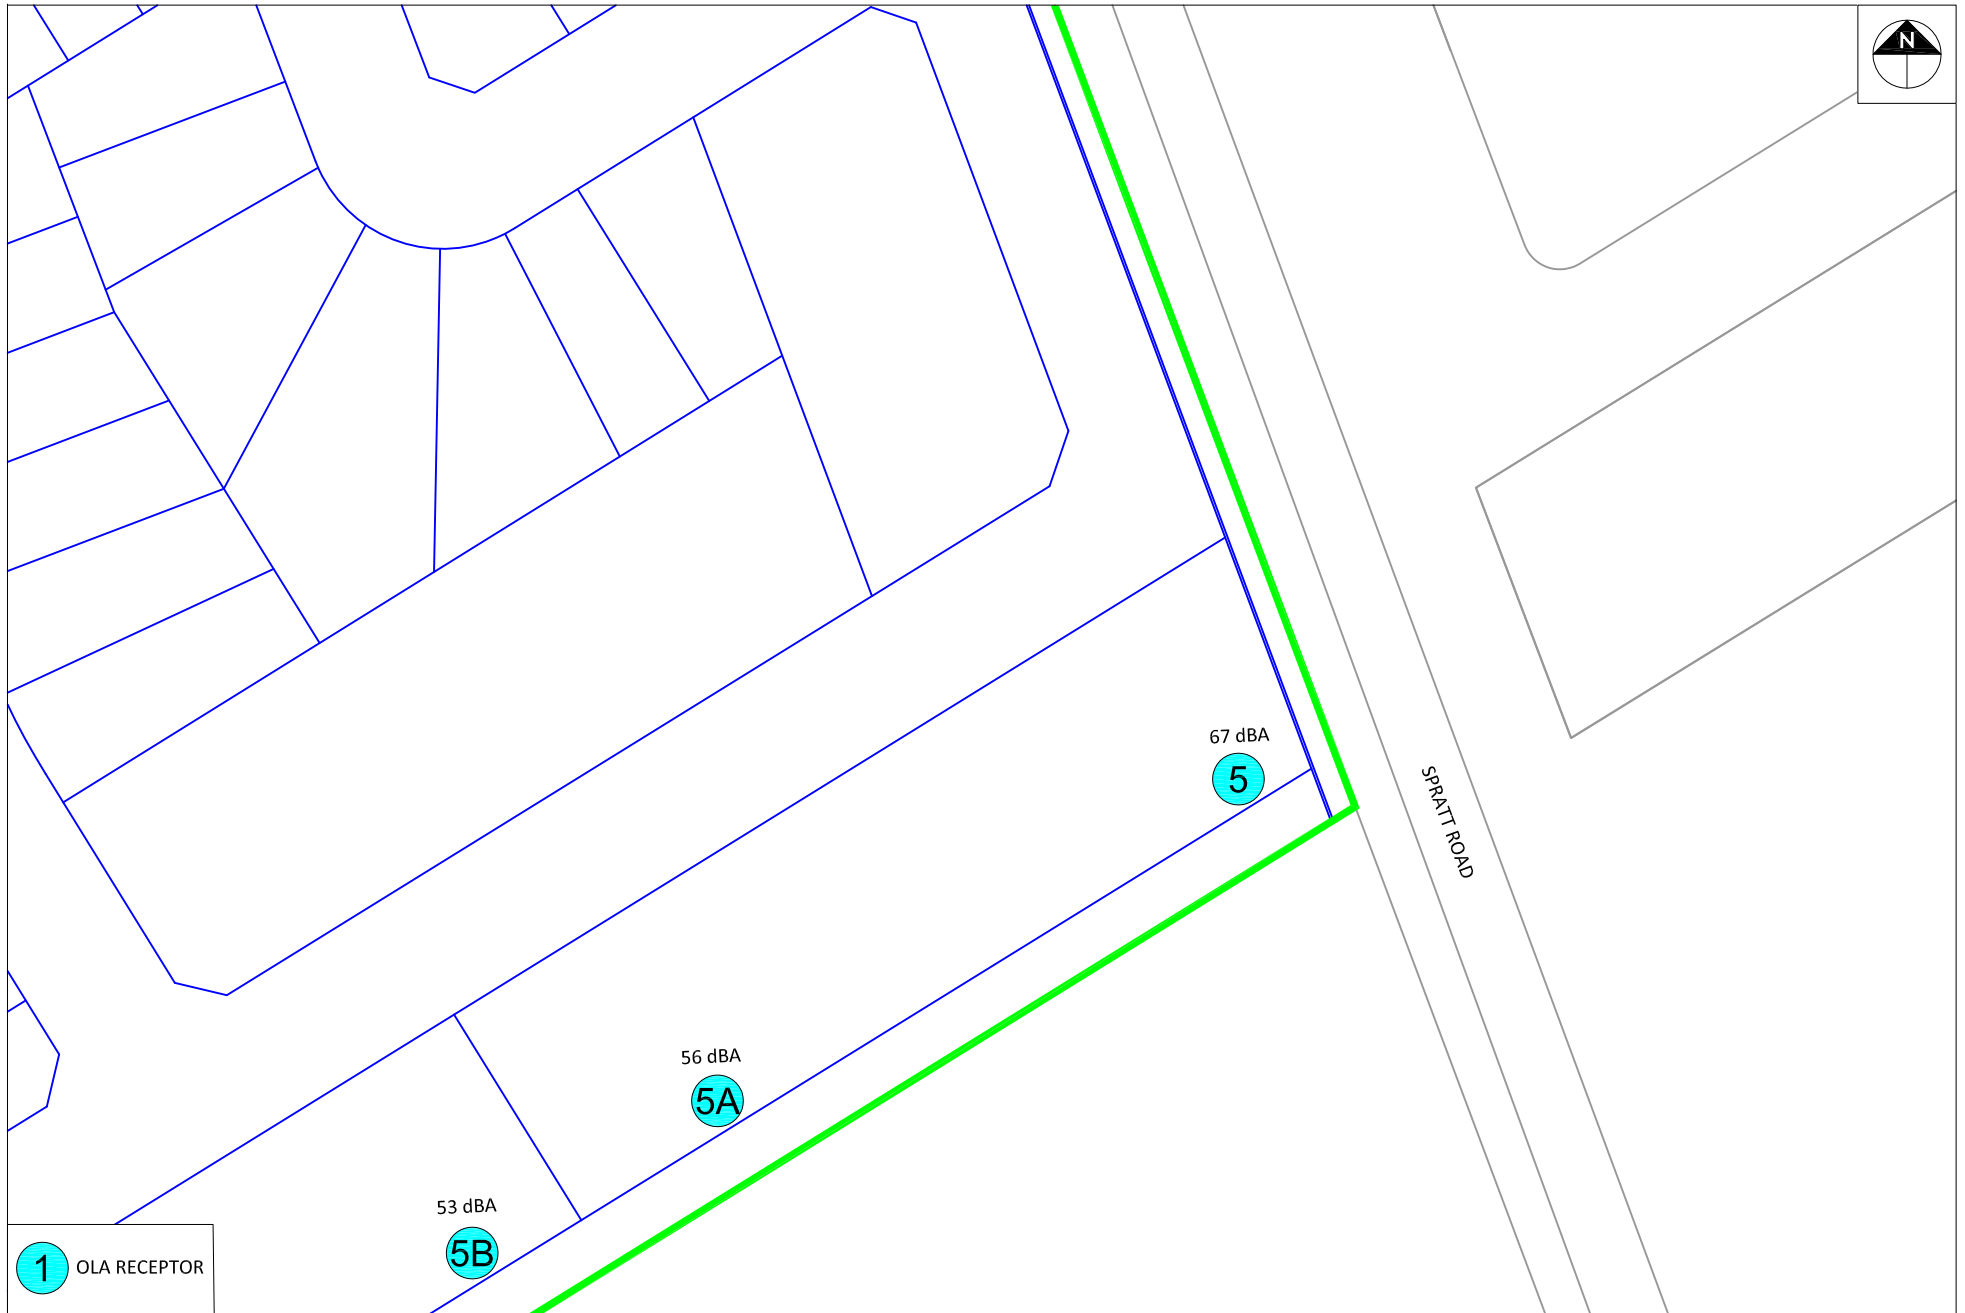 N
67 dBA
5
SPRATT ROAD
56 dBA
5A
53 dBA
5B
1 OLA RECEPTOR